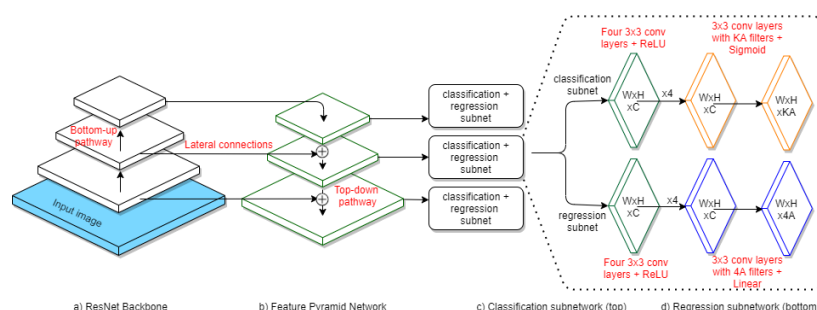 Four 3x3 conv
layers + ReLU
3x3 conv layers
with KA filters +
Sigmoid
classification +
regression
subnet
classification
subnet
WxH
xC
x4
WxH
xC
WxH
xKA
Bottom-up
pathway
Lateral connections
classification +
regression
subnet
Input image
Top-down
pathway
classification +
regression
subnet
regression
subnet
WxH
xC
x4
WxH
xC
WxH
x4A
Four 3x3 conv
layers + ReLU
3x3 conv layers
with 4A filters +
Linear
a) ResNet Backbone
b) Feature Pyramid Network
c) Classification subnetwork (top)
d) Regression subnetwork (bottom